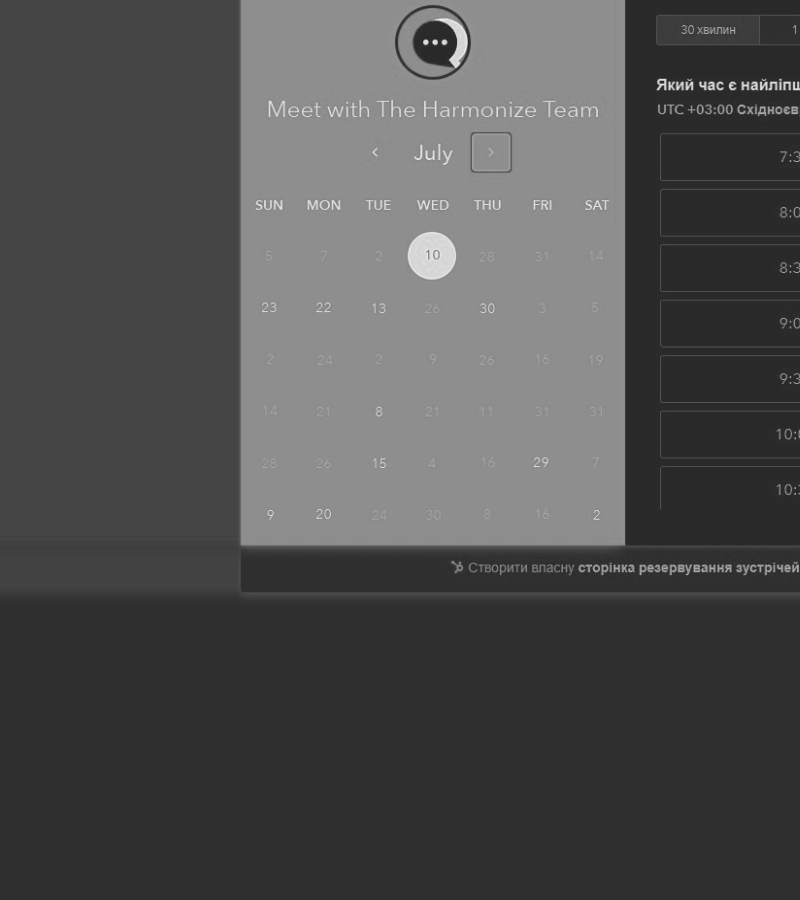 30 хвилин 1
Meet with The Harmonize Team
July
SUN MON TUE WED THU FRI SAT
5 7 2 10 28 31 14
23 22 13 26 30 3 5
2 24 2 9 26 16 19
14 21 8 21 11 31 31
28 26 15 4 16 29 7
9 20 24 30 8 16 2
Який час є найліпш
UTC +03:00 Східноєв
7:3
8:0
8:3
9:0
9:3
10:0
10:3
Створити власну сторінка резервування зустрічей